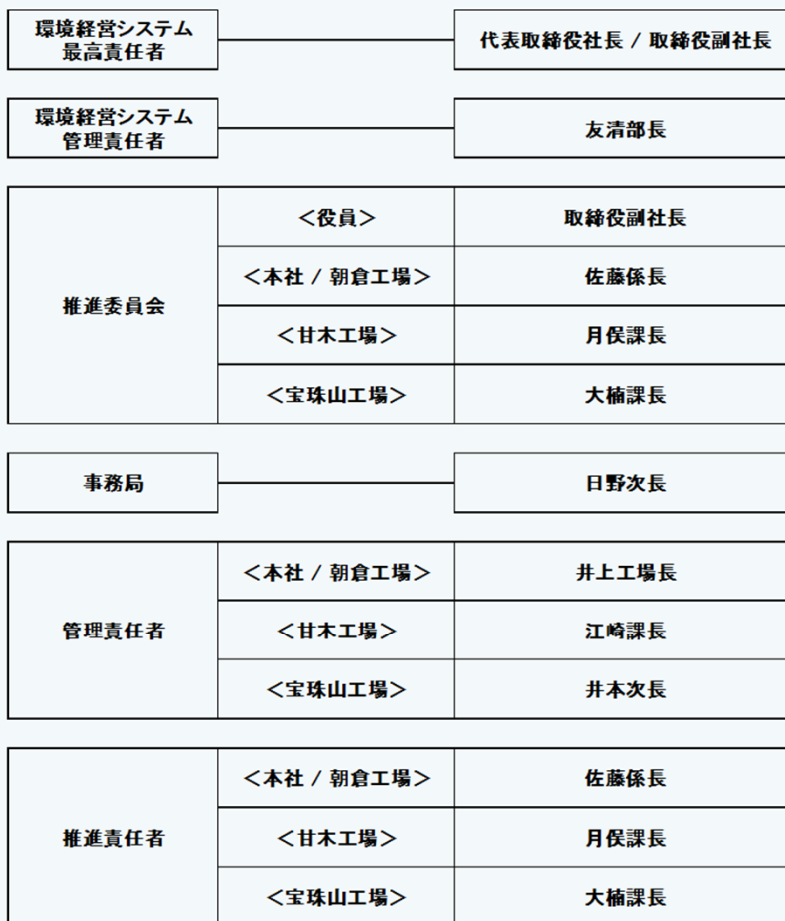 環境経営システム
最高責任者
代表取締役社長 / 取締役副社長
環境経営システム
管理責任者
友清部長
推進委員会
＜役員＞
取締役副社長
＜本社 / 朝倉工場＞
佐藤係長
＜甘木工場＞
月俣課長
＜宝珠山工場＞
大楠課長
事務局
日野次長
管理責任者
＜本社 / 朝倉工場＞
井上工場長
＜甘木工場＞
江崎課長
＜宝珠山工場＞
井本次長
推進責任者
＜本社 / 朝倉工場＞
佐藤係長
＜甘木工場＞
月俣課長
＜宝珠山工場＞
大楠課長